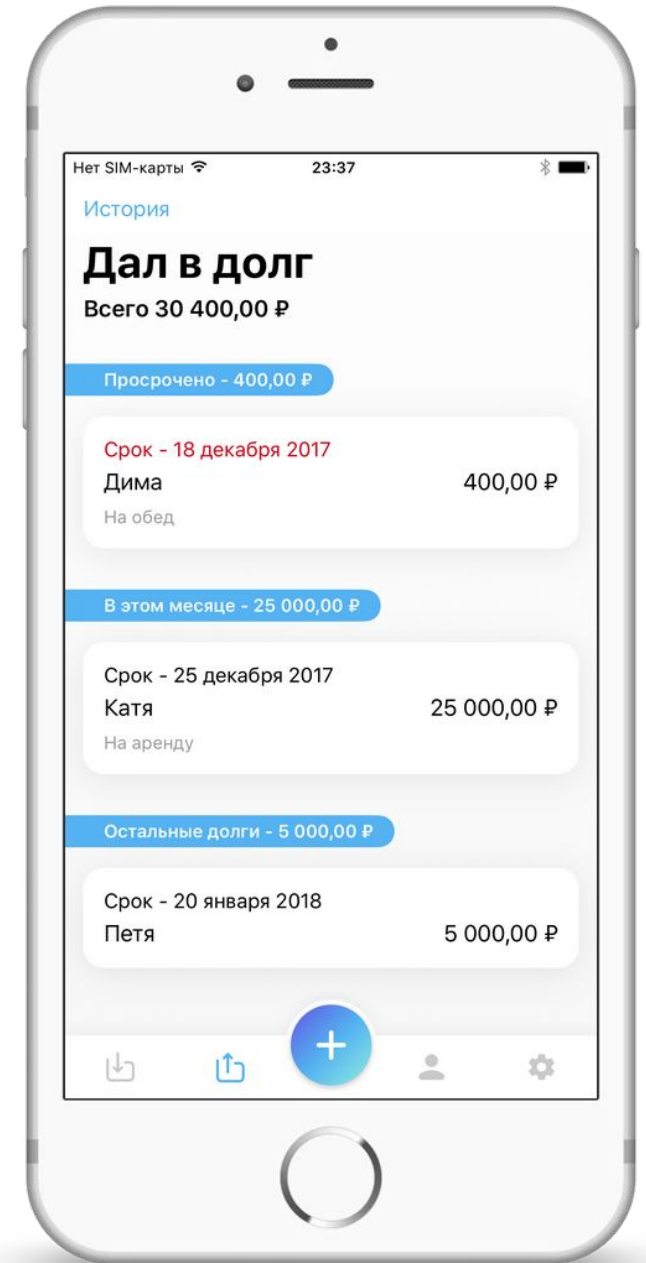 Нет SIM-карты 23:37
История
Дал в долг
Всего 30 400,00 ₽
Просрочено - 400,00 ₽
Срок - 18 декабря 2017
Дима 400,00 ₽
На обед
В этом месяце - 25 000,00 ₽
Срок - 25 декабря 2017
Катя 25 000,00 ₽
На аренду
Остальные долги - 5 000,00 ₽
Срок - 20 января 2018
Петя 5 000,00 ₽